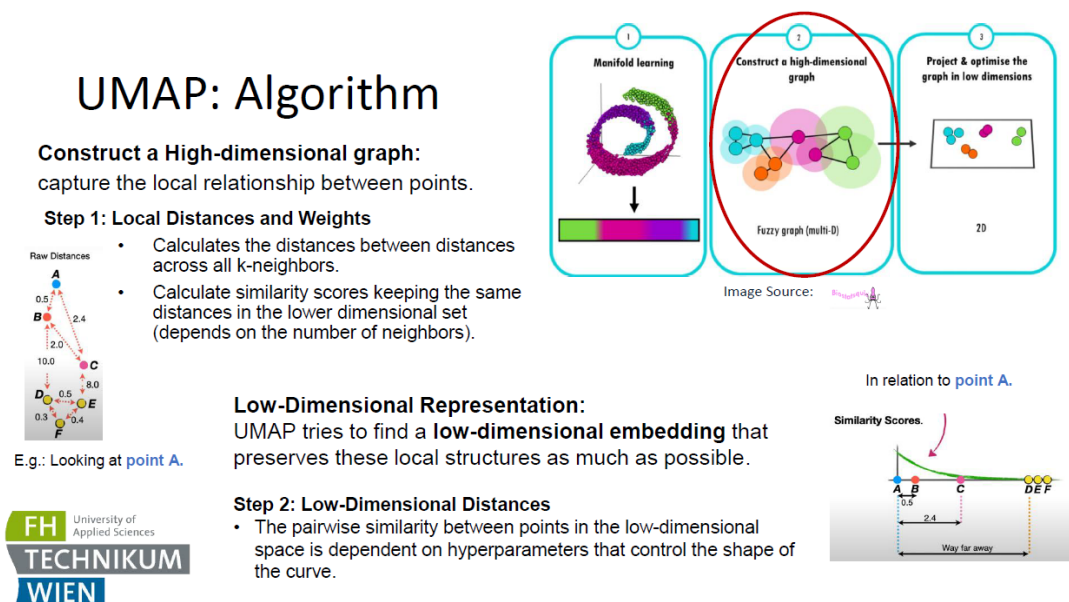 UMAP: Algorithm
Construct a High-dimensional graph:
capture the local relationship between points.
Step 1: Local Distances and Weights
• Calculates the distances between distances
across all k-neighbors.
• Calculate similarity scores keeping the same
distances in the lower dimensional set
(depends on the number of neighbors).
Raw Distances
A
0.5
B
2.4
2.0
10.0
C
8.0
D
0.5
E
0.3
0.4
F
E.g.: Looking at point A.
1
Manifold learning
2
Construct a high-dimensional
graph
Fuzzy graph (multi-D)
3
Project & optimise the
graph in low dimensions
2D
Image Source:
Low-Dimensional Representation:
UMAP tries to find a low-dimensional embedding that
preserves these local structures as much as possible.
Step 2: Low-Dimensional Distances
• The pairwise similarity between points in the low-dimensional
space is dependent on hyperparameters that control the shape of
the curve.
In relation to point A.
Similarity Scores.
A B C D E F
0.5
2.4
Way far away
FH University of
Applied Sciences
TECHNIKUM
WIEN